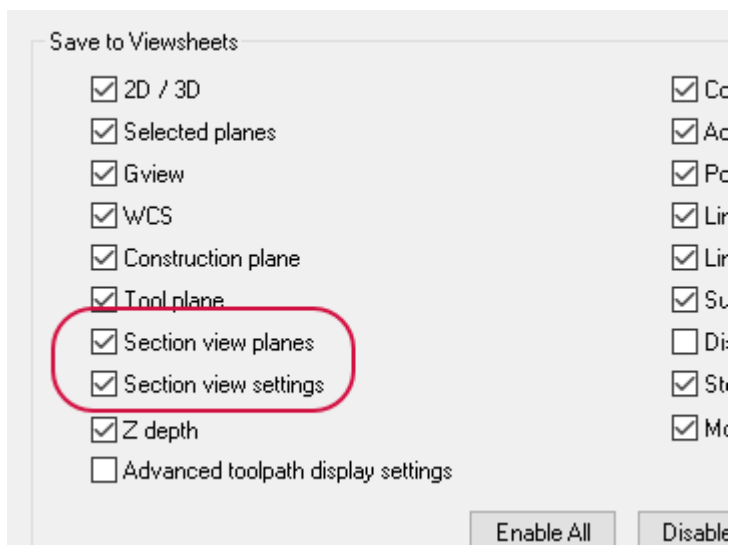 Save to Viewsheets
2D / 3D
Selected planes
Gview
WCS
Construction plane
Tool plane
Section view planes
Section view settings
Z depth
Advanced toolpath display settings
Enable All
Disable